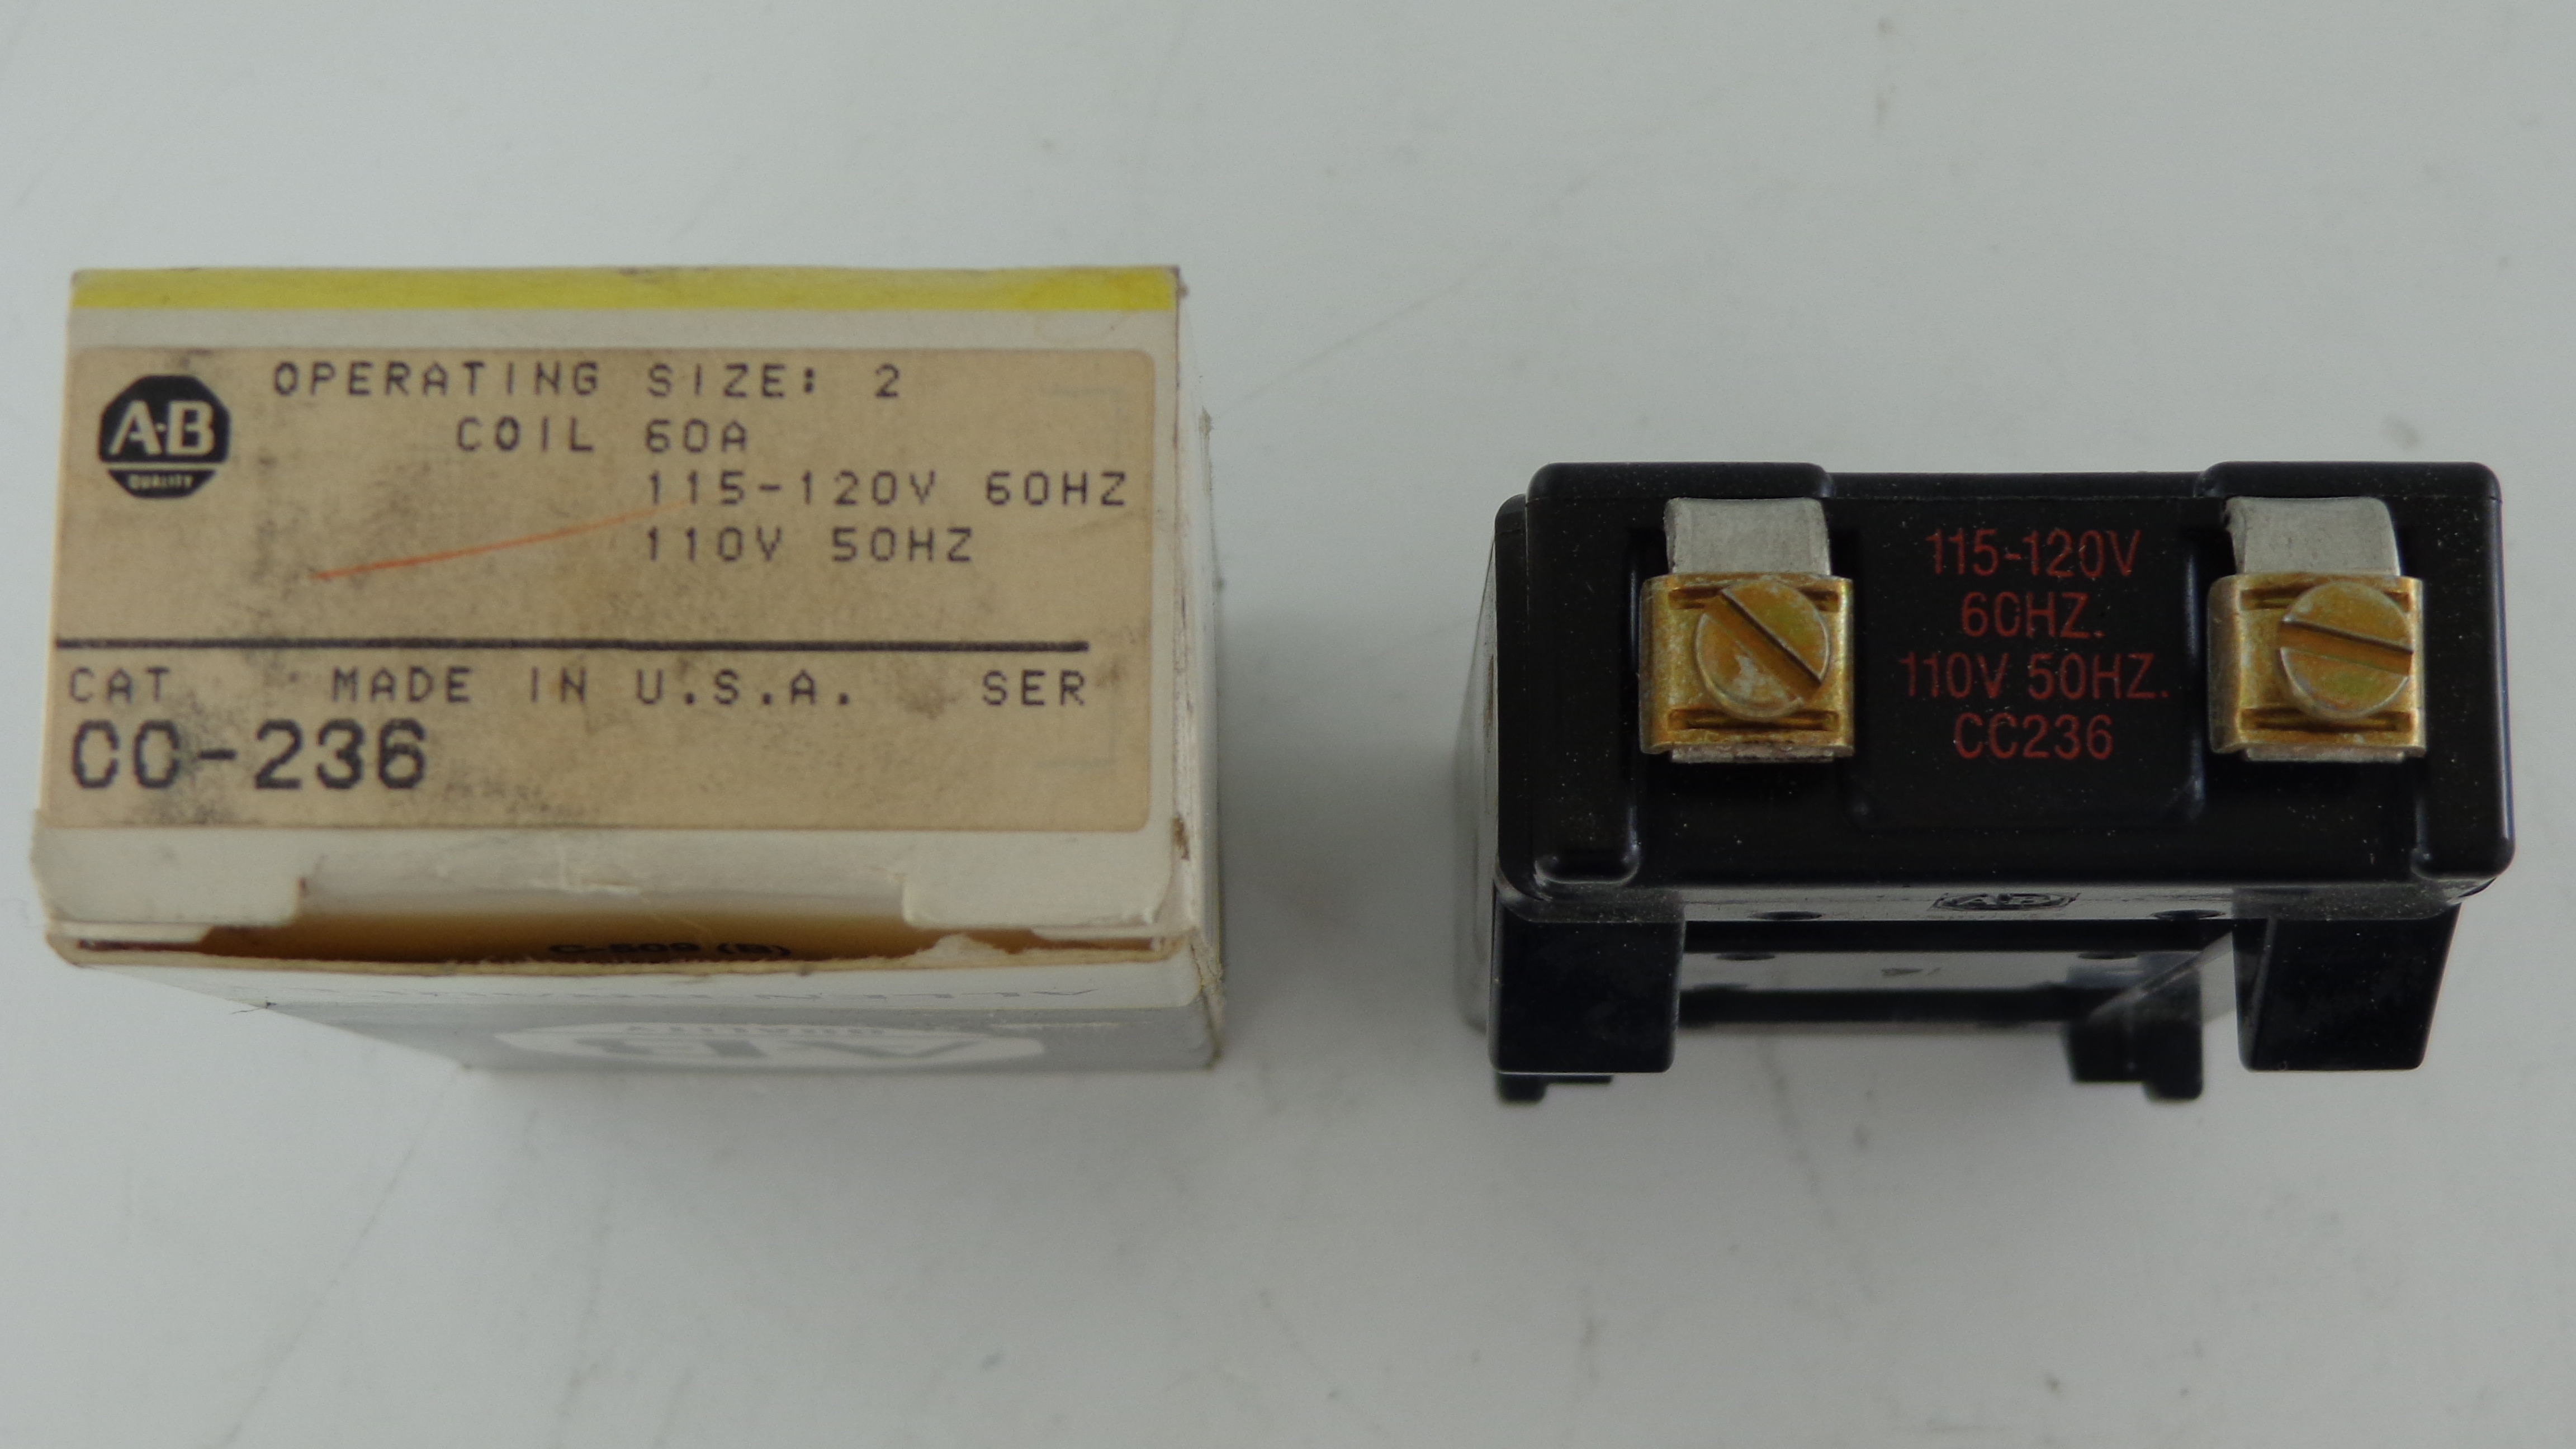 A-B
QUALITY
OPERATING SIZE: 2
COIL 60A
115-120V 60HZ
110V 50HZ
CAT MADE IN U.S.A. SER
CC-236
C-509 (B)
115-120V
60HZ.
110V 50HZ.
CC236